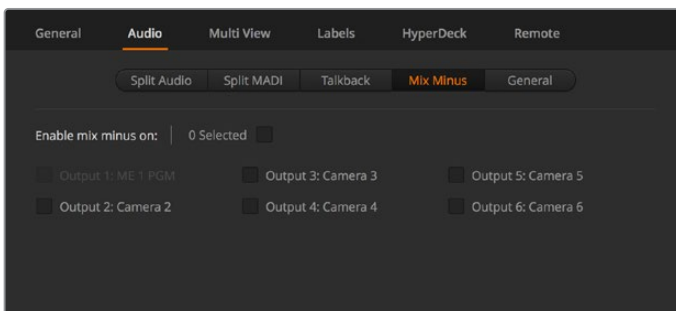 General Audio Multi View Labels HyperDeck Remote
Split Audio Split MADI Talkback Mix Minus General
Enable mix minus on: 0 Selected
Output 1: ME 1 PGM Output 3: Camera 3 Output 5: Camera 5
Output 2: Camera 2 Output 4: Camera 4 Output 6: Camera 6